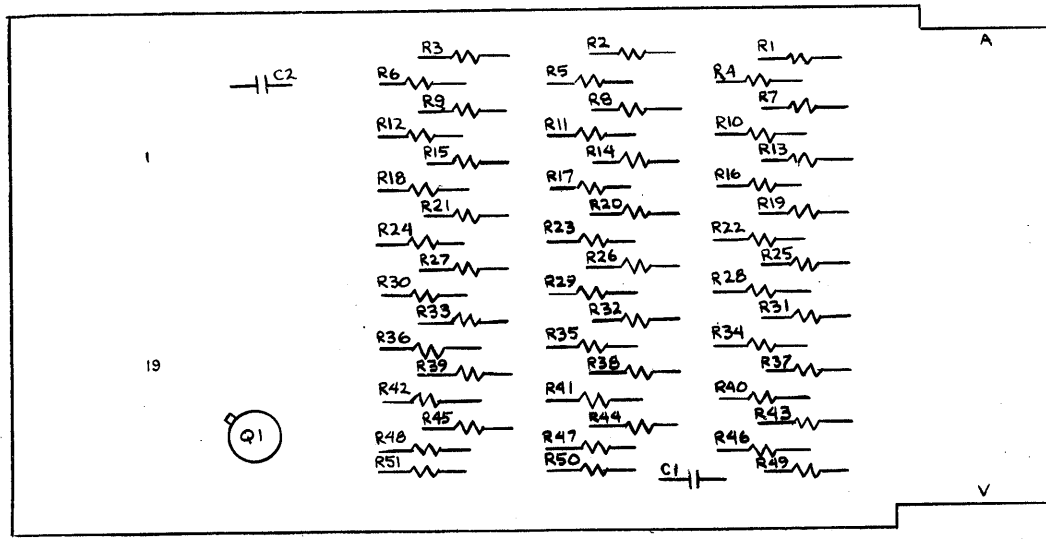 A
R3 R2 R1
C2 R6 R5 R4
R9 R8 R7
R12 R11 R10
1 R15 R14 R13
R18 R17 R16
R21 R20 R19
R24 R23 R22
R27 R26 R25
R30 R29 R28
R33 R32 R31
R36 R35 R34
19 R39 R38 R37
R42 R41 R40
R45 R44 R43
Q1 R48 R47 R46
R51 R50 C1 R49
V